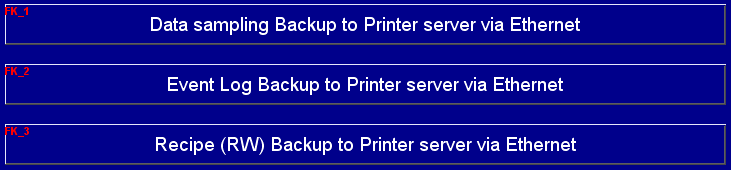 FK_1
Data sampling Backup to Printer server via Ethernet
FK_2
Event Log Backup to Printer server via Ethernet
FK_3
Recipe (RW) Backup to Printer server via Ethernet